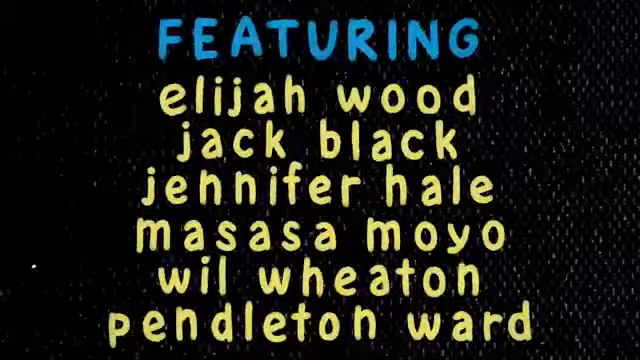 FEATURING
elijah wood
jack black
jennifer hale
masasa moyo
wil wheaton
pendleton ward